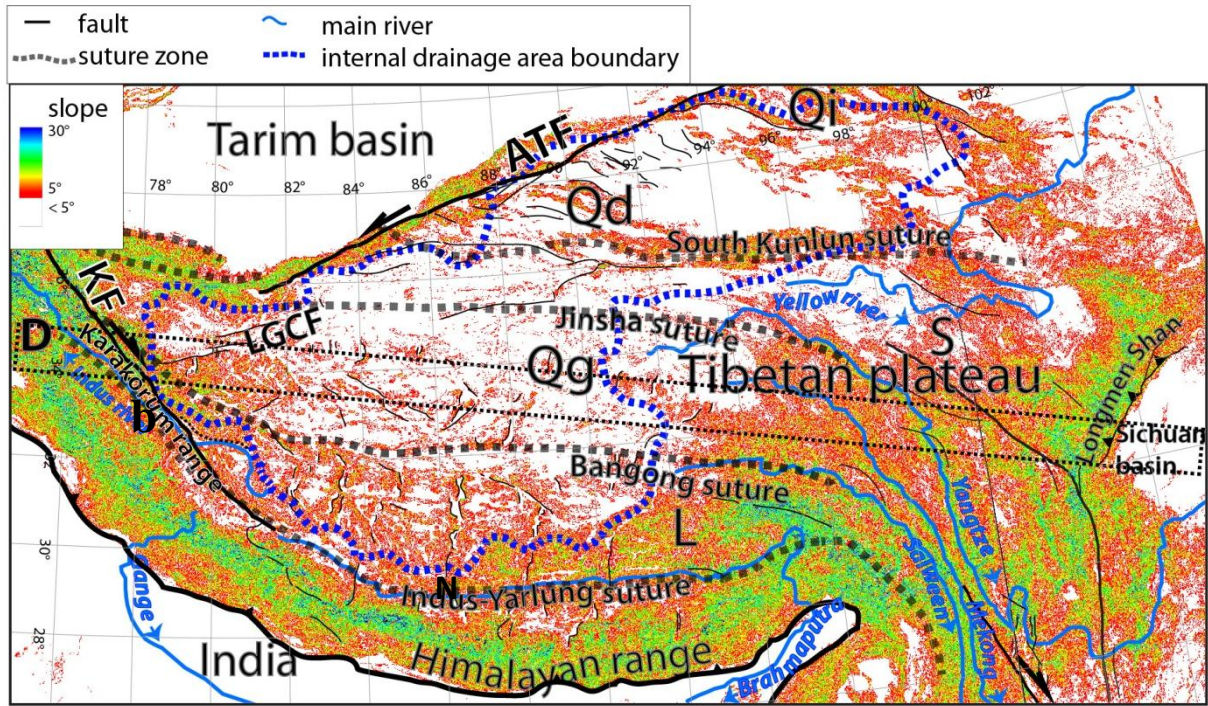 fault
main river
suture zone
internal drainage area boundary
slope
30°
5°
< 5°
Tarim basin
ATF
Qi
102
78°
80°
82°
84°
86°
88°
90
92°
94°
96°
98°
Qd
South Kunlun suture
KF
LGCF
Jinsha suture
Yellow river
S
D
Karakorum range
Qg
Tibetan plateau
Longmen Shan
b
Sichuan
basin
Bangong suture
L
Yangtze
Salween
Mekong
30°
28°
Gange
N
Indus-Yarlung suture
India
Himalayan range
Brahmaputra